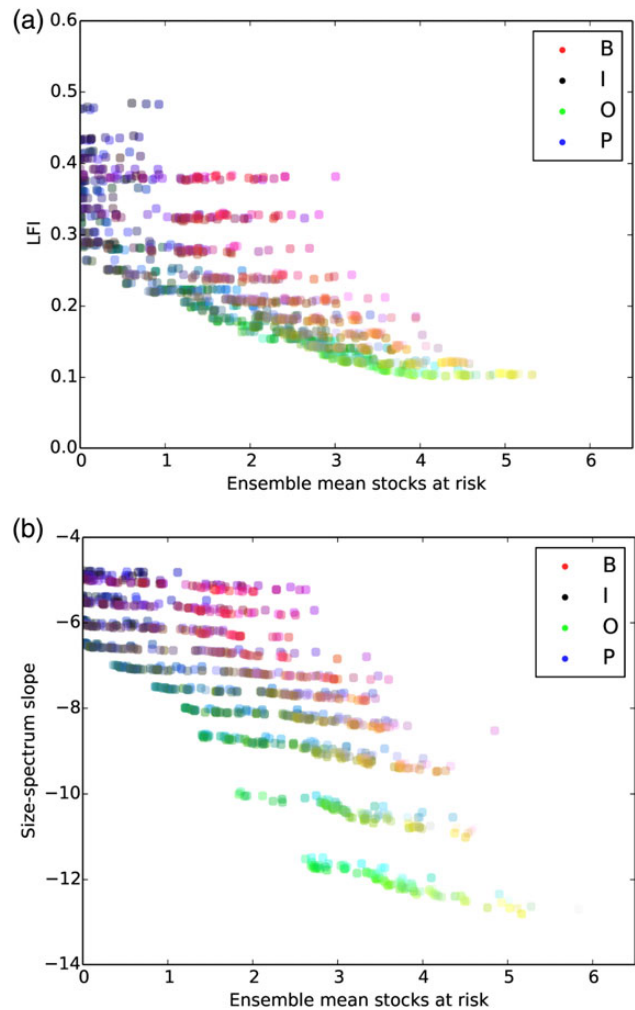 (a)
0.6
0.5
0.4
0.3
0.2
0.1
0.0
LFI
B
I
O
P
0 1 2 3 4 5 6
Ensemble mean stocks at risk
(b)
−4
−6
−8
−10
−12
−14
Size-spectrum slope
B
I
O
P
0 1 2 3 4 5 6
Ensemble mean stocks at risk